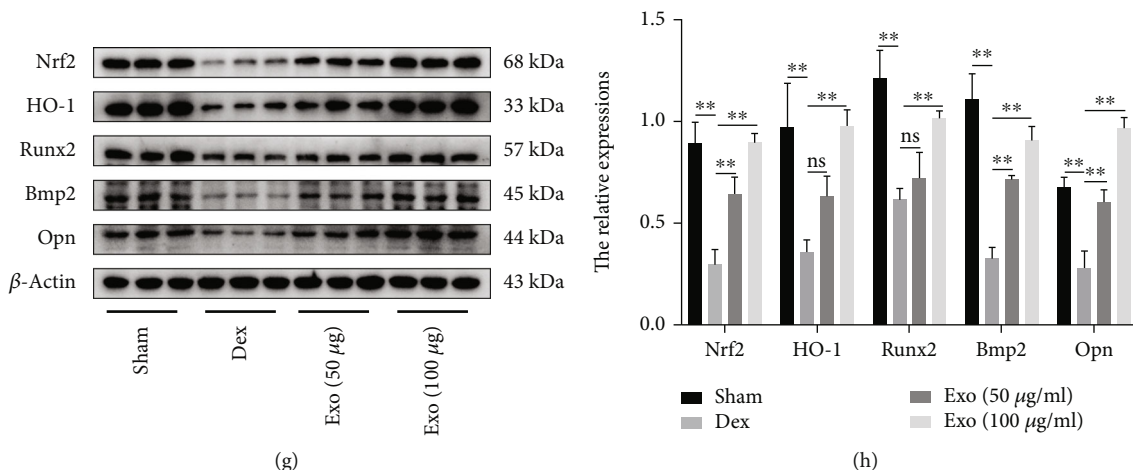 Nrf2 68 kDa
HO-1 33 kDa
Runx2 57 kDa
Bmp2 45 kDa
Opn 44 kDa
β-Actin 43 kDa
Sham
Dex
Exo (50 μg)
Exo (100 μg)
(g)
The relative expressions
1.5
1.0
0.5
0.0
** ** **
** ns **
** ns **
** ** **
** ** **
Nrf2 HO-1 Runx2 Bmp2 Opn
Sham
Dex
Exo (50 μg/ml)
Exo (100 μg/ml)
(h)